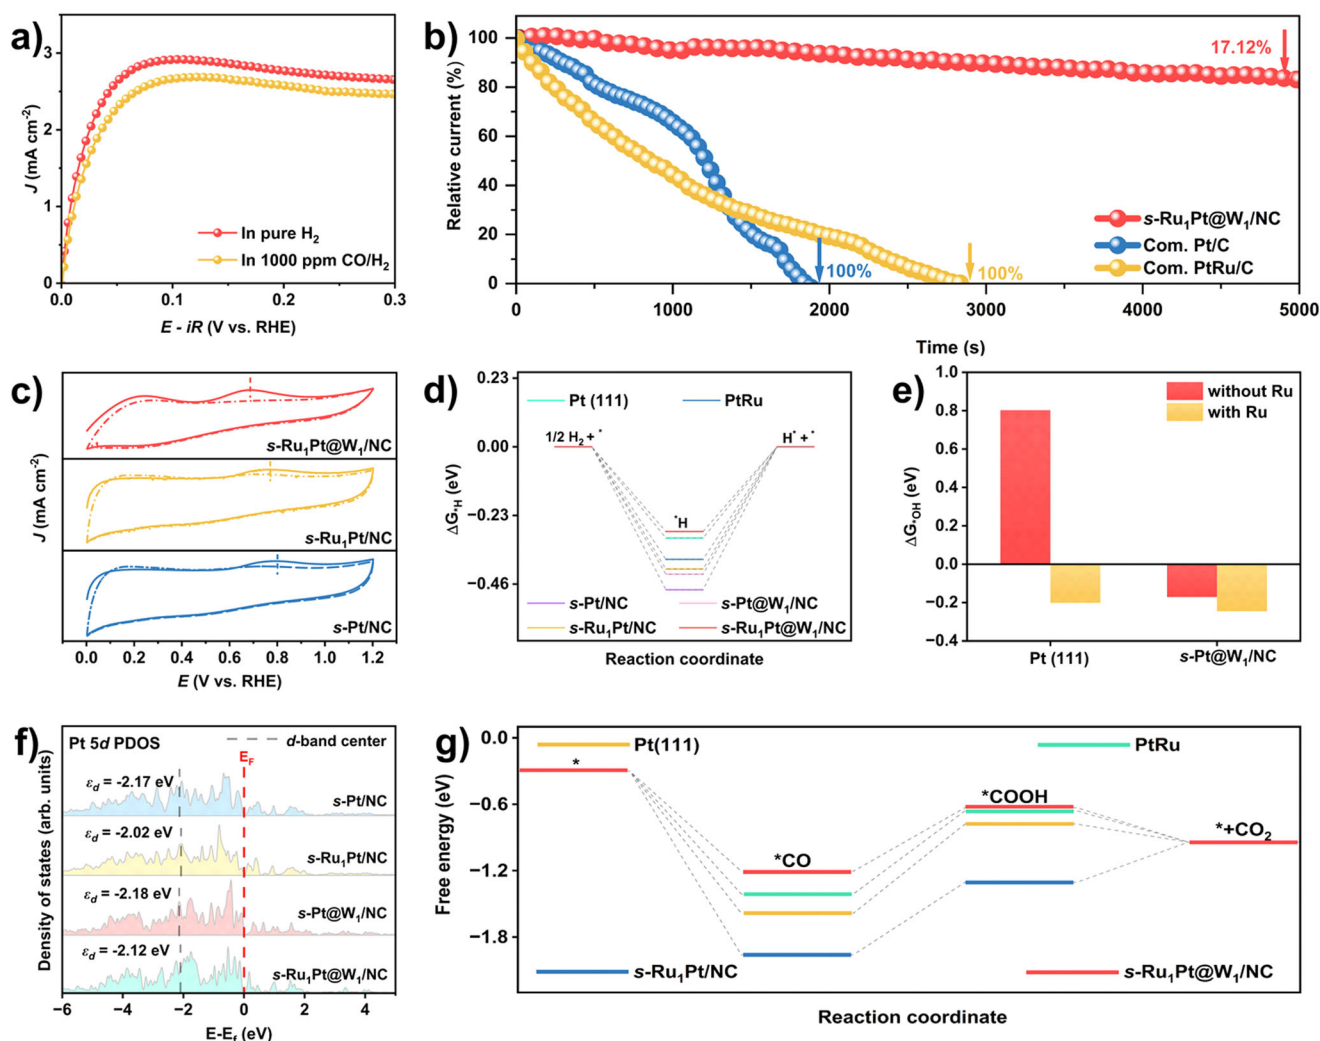 a)
J (mA cm⁻²)
3
2
1
0
In pure H₂
In 1000 ppm CO/H₂
0.0 0.1 0.2 0.3
E - iR (V vs. RHE)
b)
Relative current (%)
100
80
60
40
20
0
17.12%
s-Ru₁Pt@W₁/NC
Com. Pt/C
Com. PtRu/C
100%
100%
0 1000 2000 3000 4000 5000
Time (s)
c)
J (mA cm⁻²)
s-Ru₁Pt@W₁/NC
s-Ru₁Pt/NC
s-Pt/NC
0.0 0.2 0.4 0.6 0.8 1.0 1.2
E (V vs. RHE)
d)
ΔG*H (eV)
0.23
0.00
−0.23
−0.46
Pt (111) PtRu
1/2 H₂ + * H* + *
*H
s-Pt/NC s-Pt@W₁/NC
s-Ru₁Pt/NC s-Ru₁Pt@W₁/NC
Reaction coordinate
e)
ΔG*OH (eV)
1.0
0.8
0.6
0.4
0.2
0.0
−0.2
−0.4
without Ru
with Ru
Pt (111) s-Pt@W₁/NC
f)
Density of states (arb. units)
Pt 5d PDOS d-band center
E_F
ε_d = -2.17 eV
s-Pt/NC
ε_d = -2.02 eV
s-Ru₁Pt/NC
ε_d = -2.18 eV
s-Pt@W₁/NC
ε_d = -2.12 eV
s-Ru₁Pt@W₁/NC
−6 −4 −2 0 2 4
E-E_f (eV)
g)
Free energy (eV)
0.0
−0.6
−1.2
−1.8
Pt(111) PtRu
*
*CO
*COOH
*+CO₂
s-Ru₁Pt/NC s-Ru₁Pt@W₁/NC
Reaction coordinate